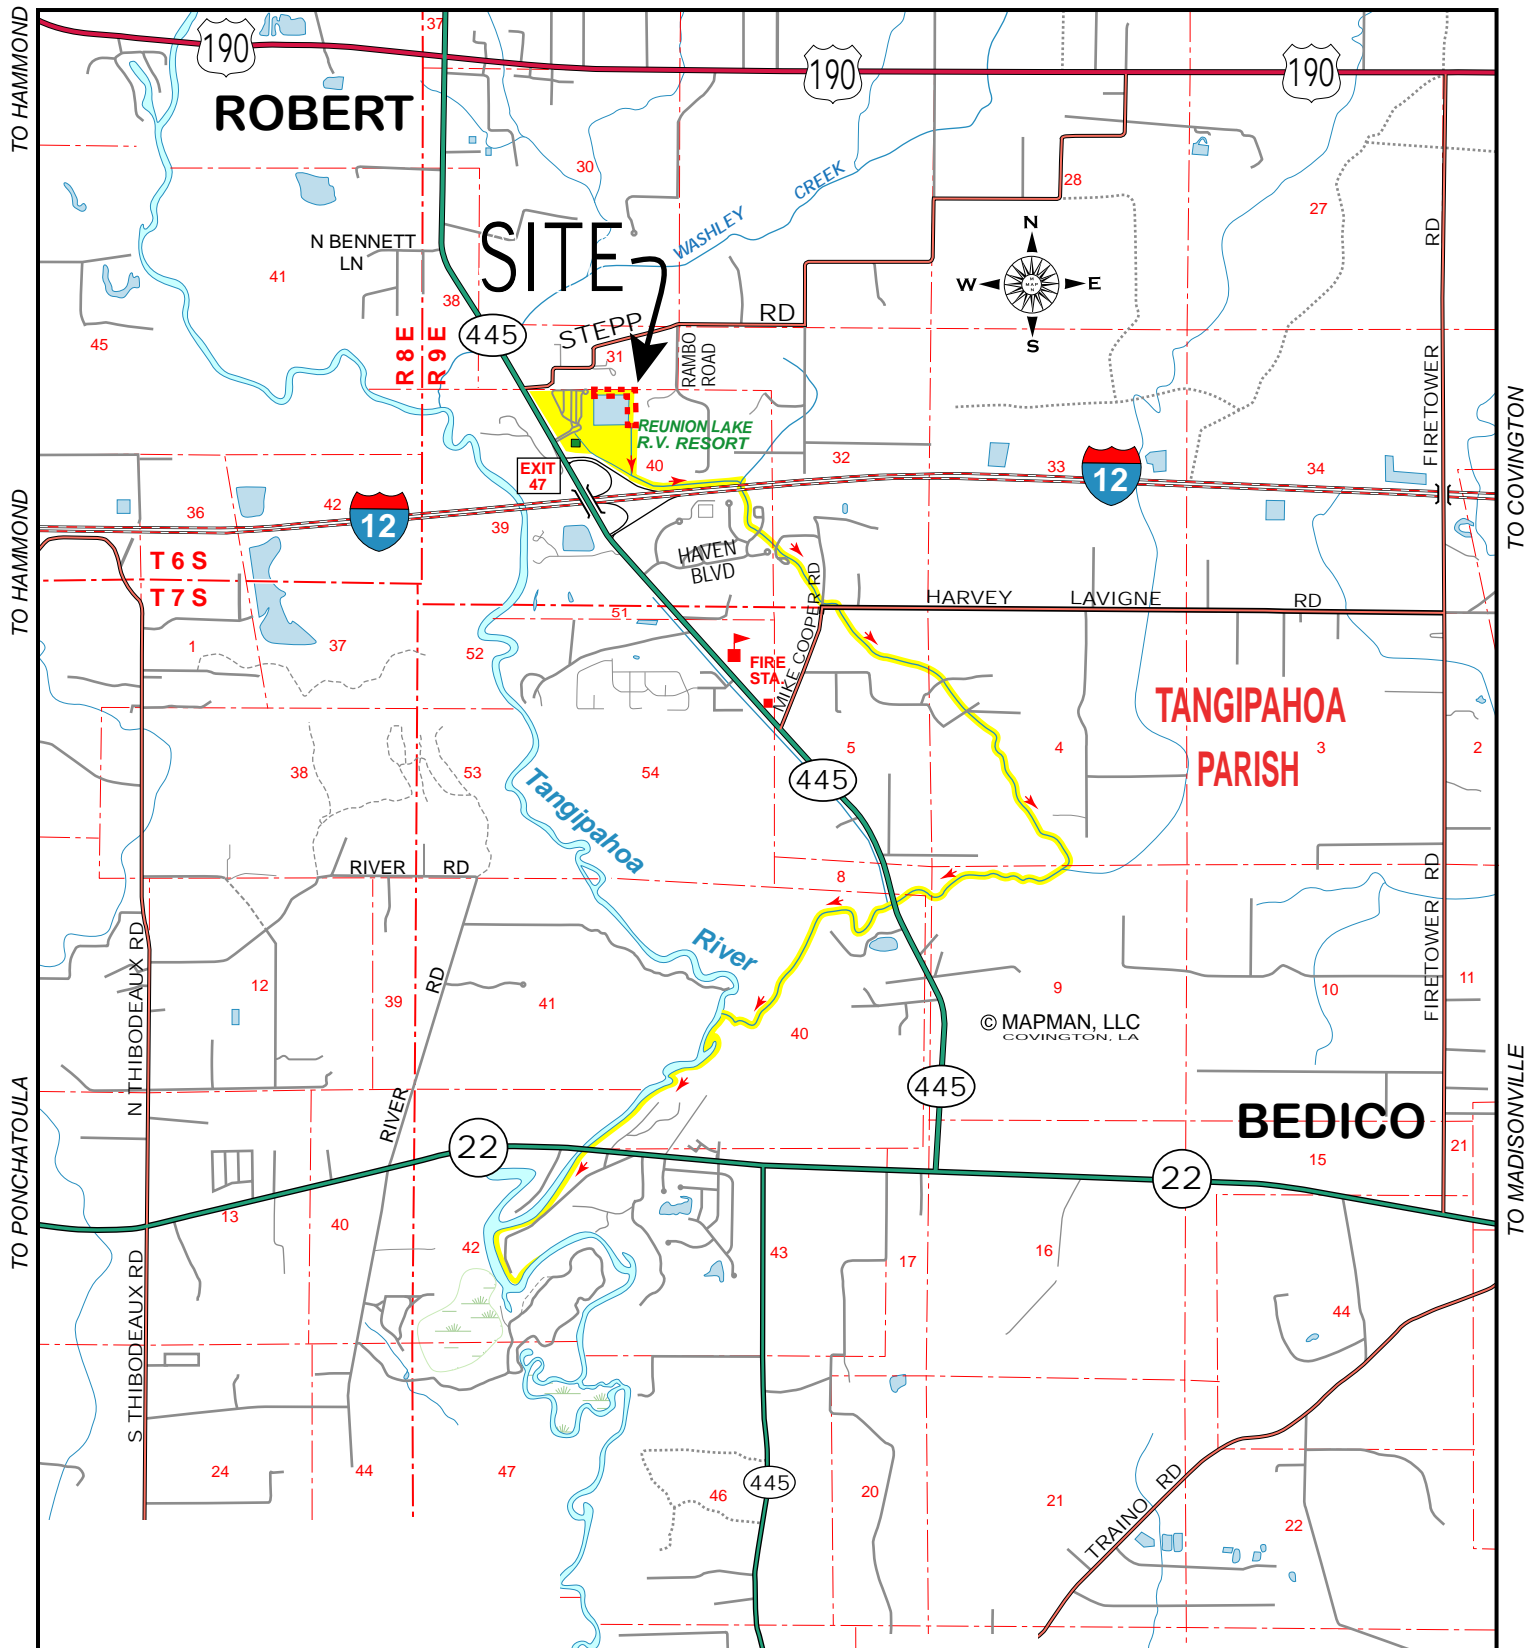 TO HAMMOND
190
190
190
37
ROBERT
30
28
27
WASHLEY CREEK
RD
N BENNETT
LN
SITE
N
W
E
S
MAP
MAN
41
38
45
R 8 E
R 9 E
445
STEPP
RD
31
RAMBO
ROAD
FIRETOWER
TO COVINGTON
REUNION LAKE
R.V. RESORT
EXIT
47
40
32
33
34
12
12
TO HAMMOND
36
42
39
T 6 S
T 7 S
HAVEN
BLVD
MIKE COOPER RD
HARVEY LAVIGNE RD
51
1
37
52
FIRE
STA.
TANGIPAHOA
PARISH
5
4
3
2
38
53
54
445
Tangipahoa
River
RIVER RD
8
FIRETOWER RD
N THIBODEAUX RD
12
39
RD
41
40
9
10
11
© MAPMAN, LLC
COVINGTON, LA
TO PONCHATOULA
RIVER
445
BEDICO
TO MADISONVILLE
22
22
15
21
13
40
42
43
17
16
S THIBODEAUX RD
44
24
44
47
46
445
20
21
TRAINO RD
22